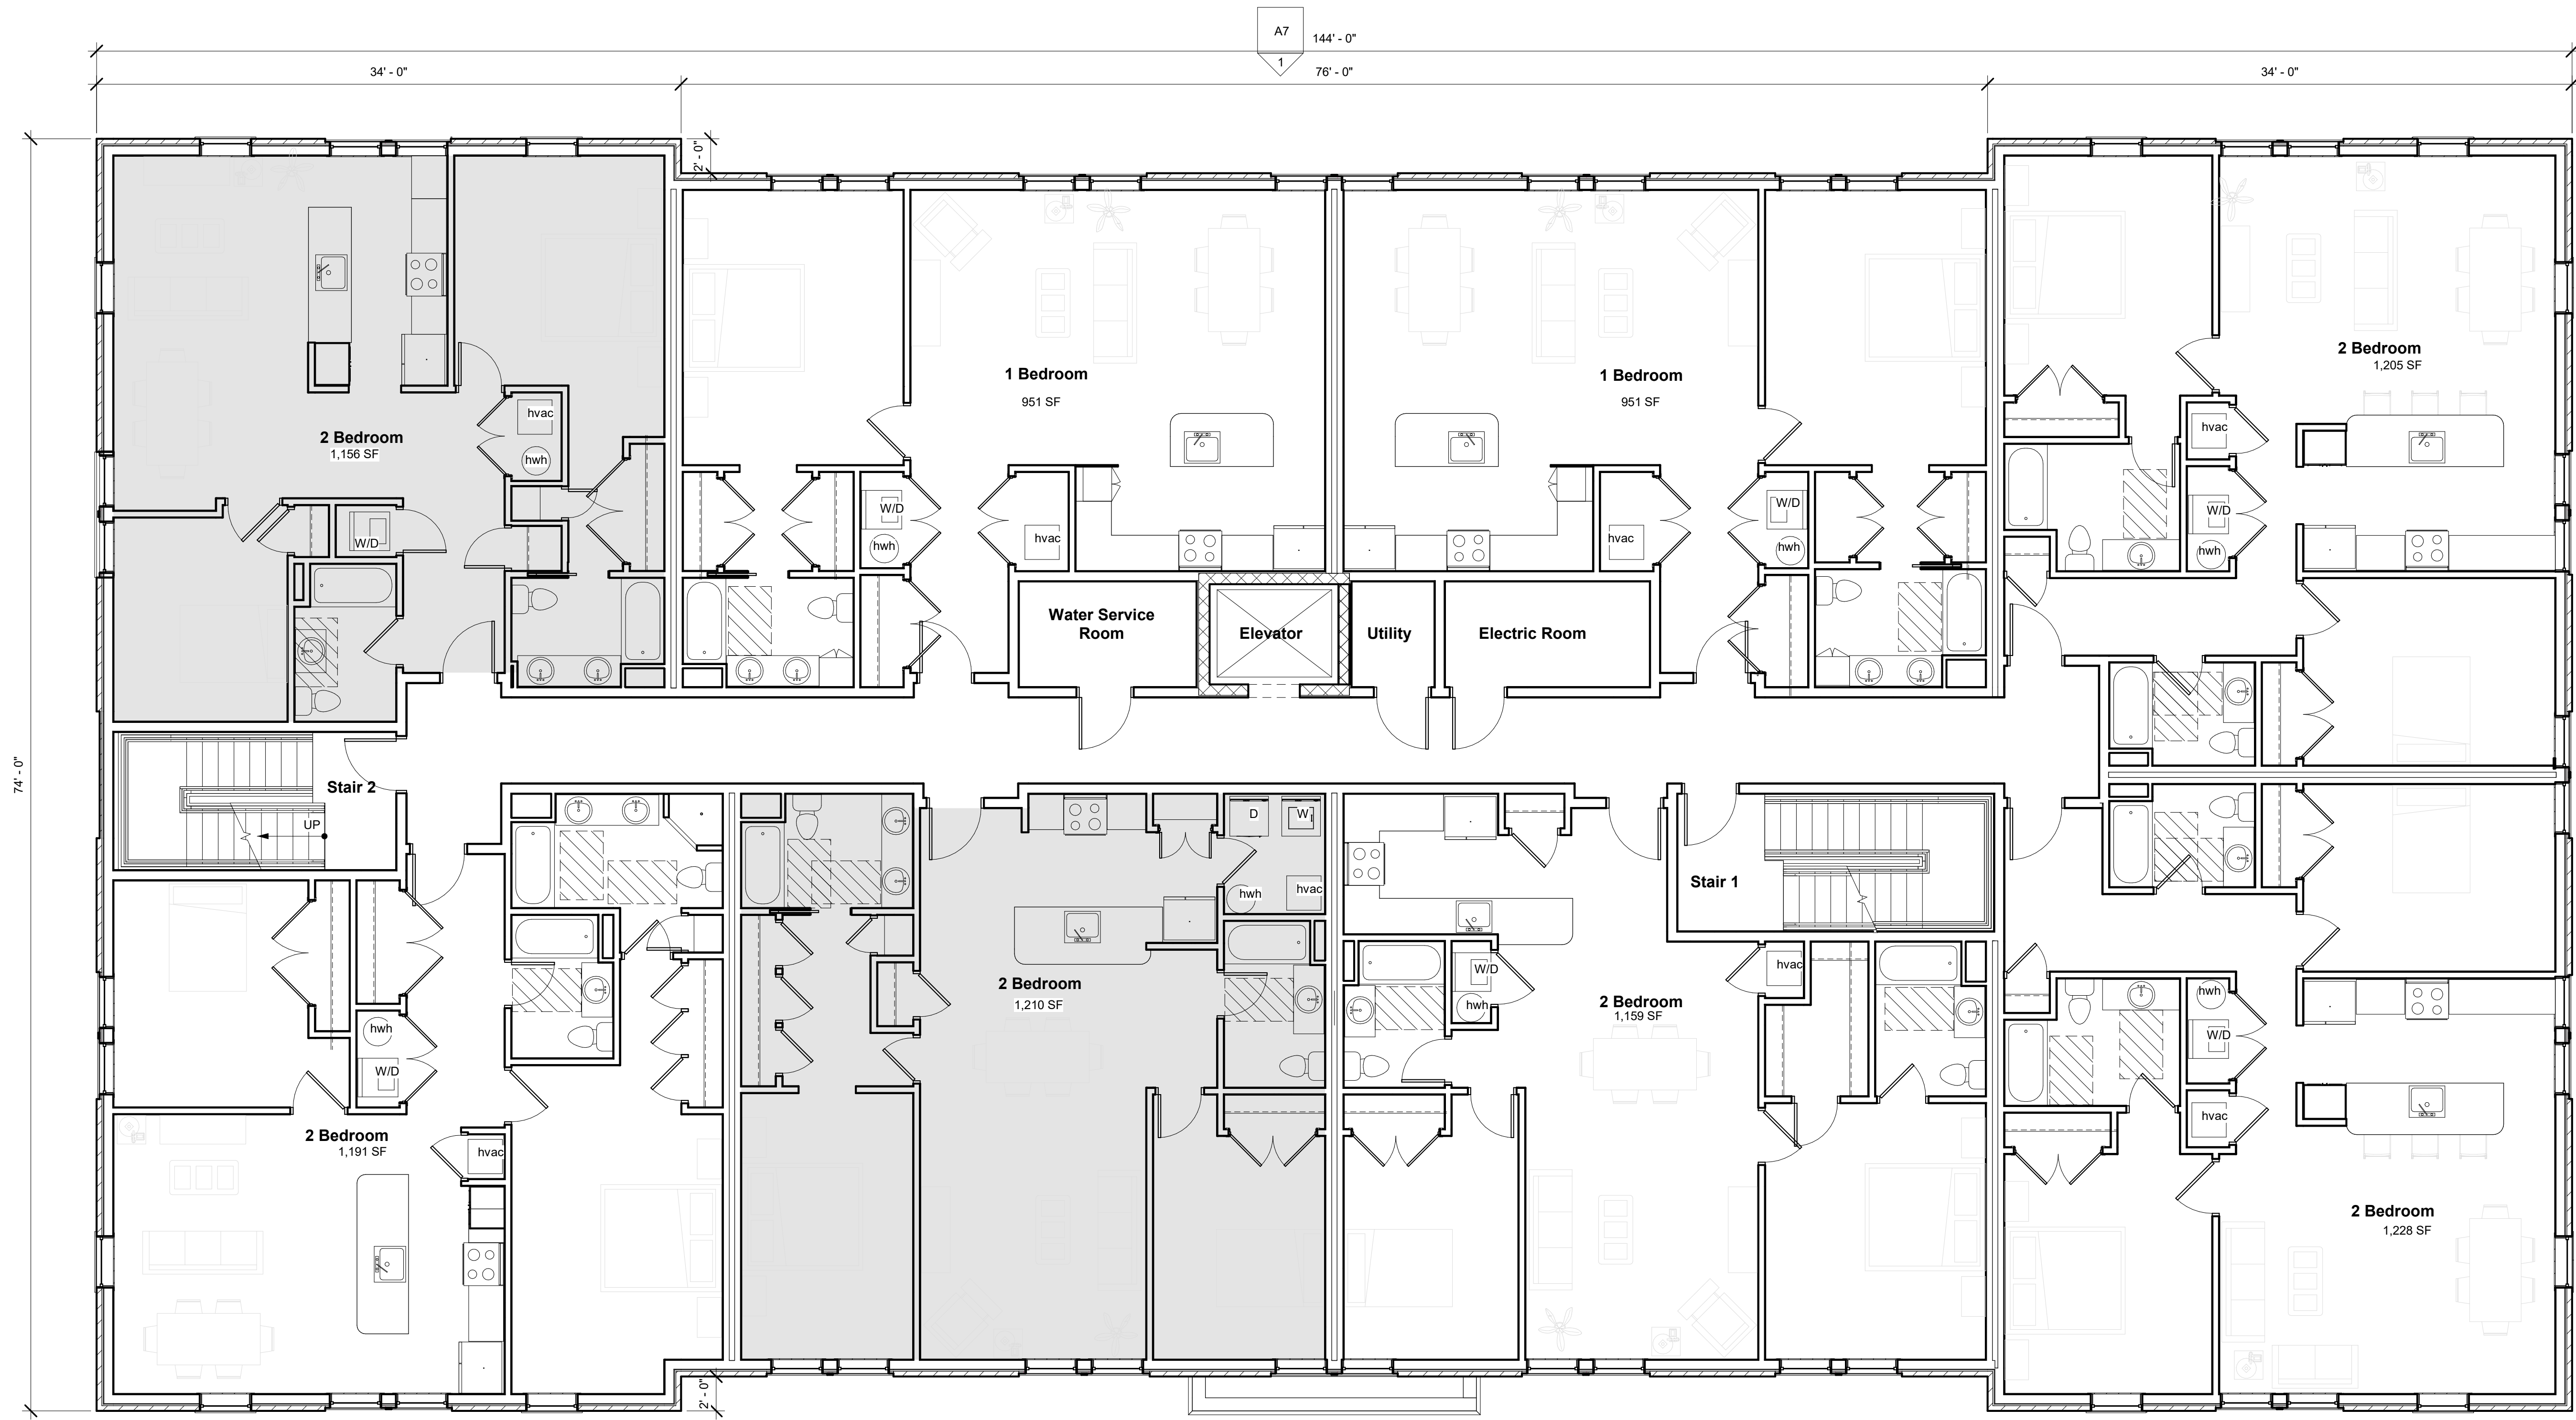 A7
144' - 0"
1
34' - 0"
76' - 0"
34' - 0"
2' - 0"
74' - 0"
hvac
2 Bedroom
1,156 SF
hwh
W/D
1 Bedroom
951 SF
W/D
hwh
hvac
1 Bedroom
951 SF
hvac
W/D
hwh
2 Bedroom
1,205 SF
hvac
W/D
hwh
Water Service
Room
Elevator
Utility
Electric Room
Stair 2
UP
D
W
hwh
hvac
Stair 1
2 Bedroom
1,210 SF
W/D
hwh
2 Bedroom
1,159 SF
hvac
hwh
W/D
hvac
hwh
W/D
2 Bedroom
1,191 SF
hvac
2 Bedroom
1,228 SF
2' - 0"